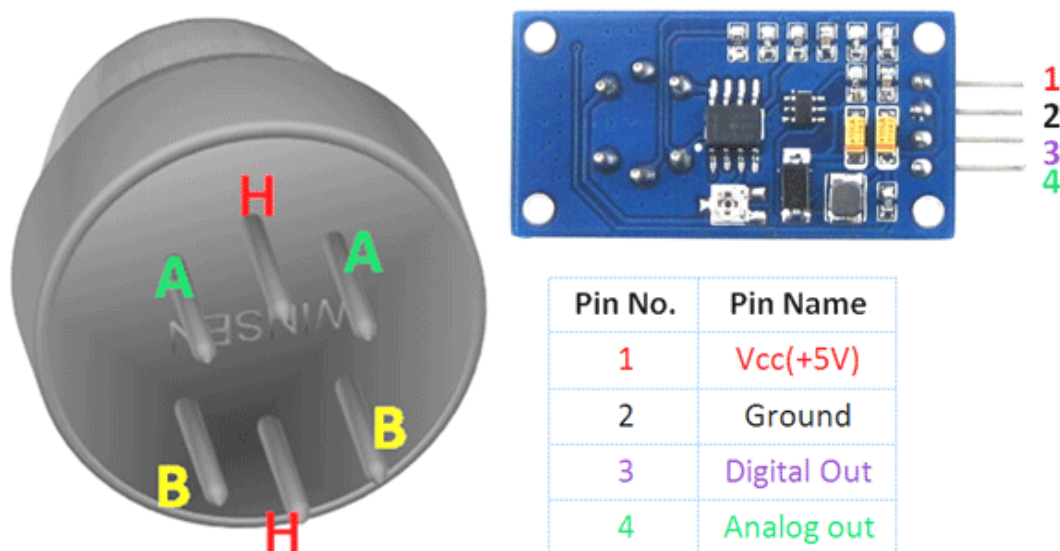 H
A
A
WINSEN
B
B
H
1
2
3
4
Pin No. Pin Name
1 Vcc(+5V)
2 Ground
3 Digital Out
4 Analog out